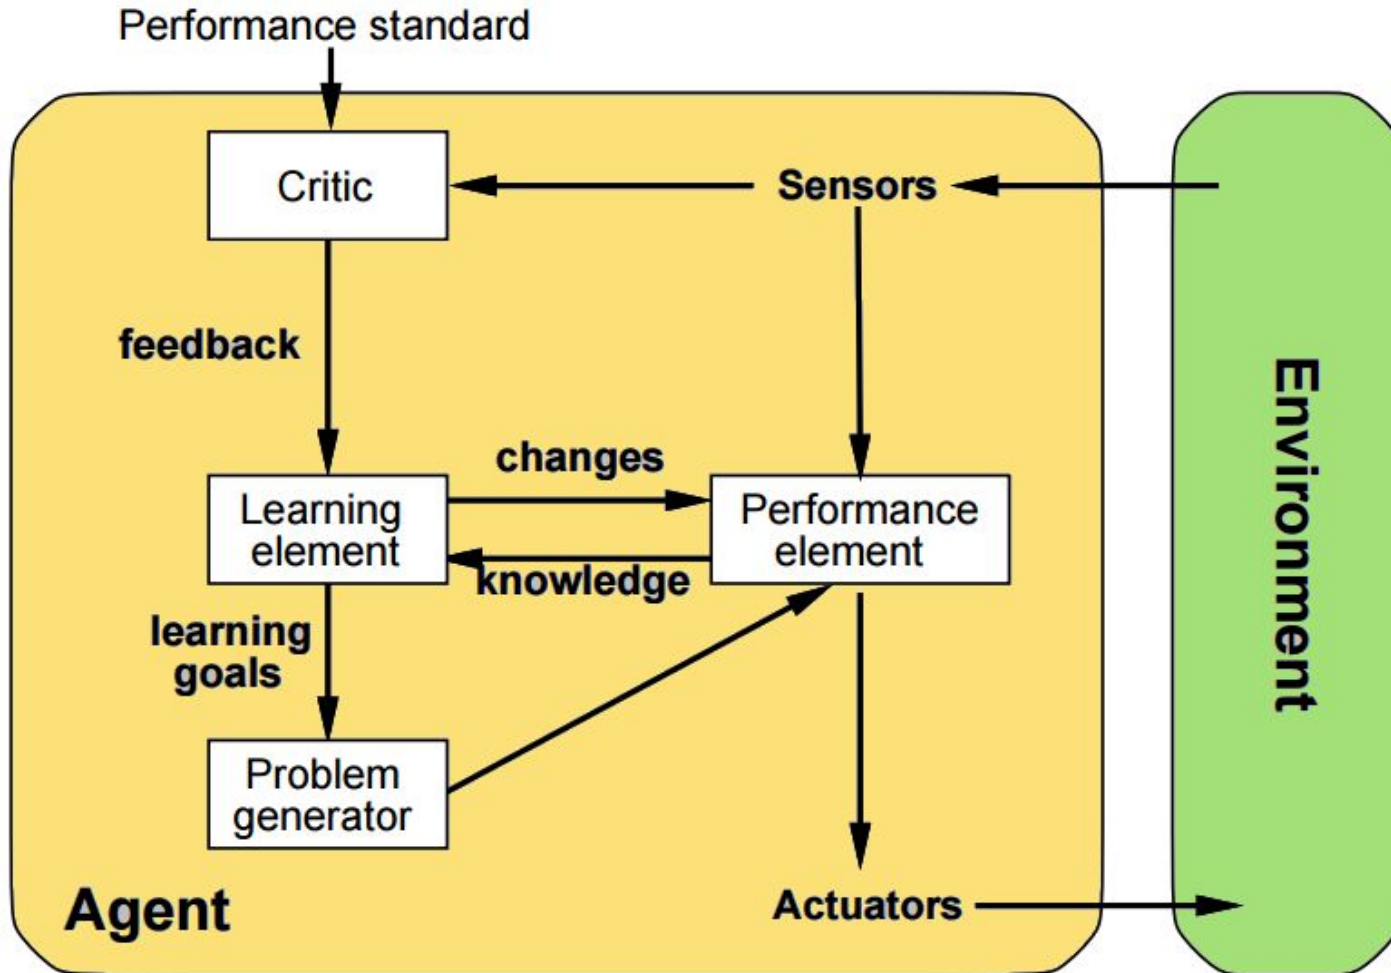 Performance standard
Critic
Sensors
feedback
changes
Learning
element
Performance
element
knowledge
learning
goals
Problem
generator
Agent
Actuators
Environment